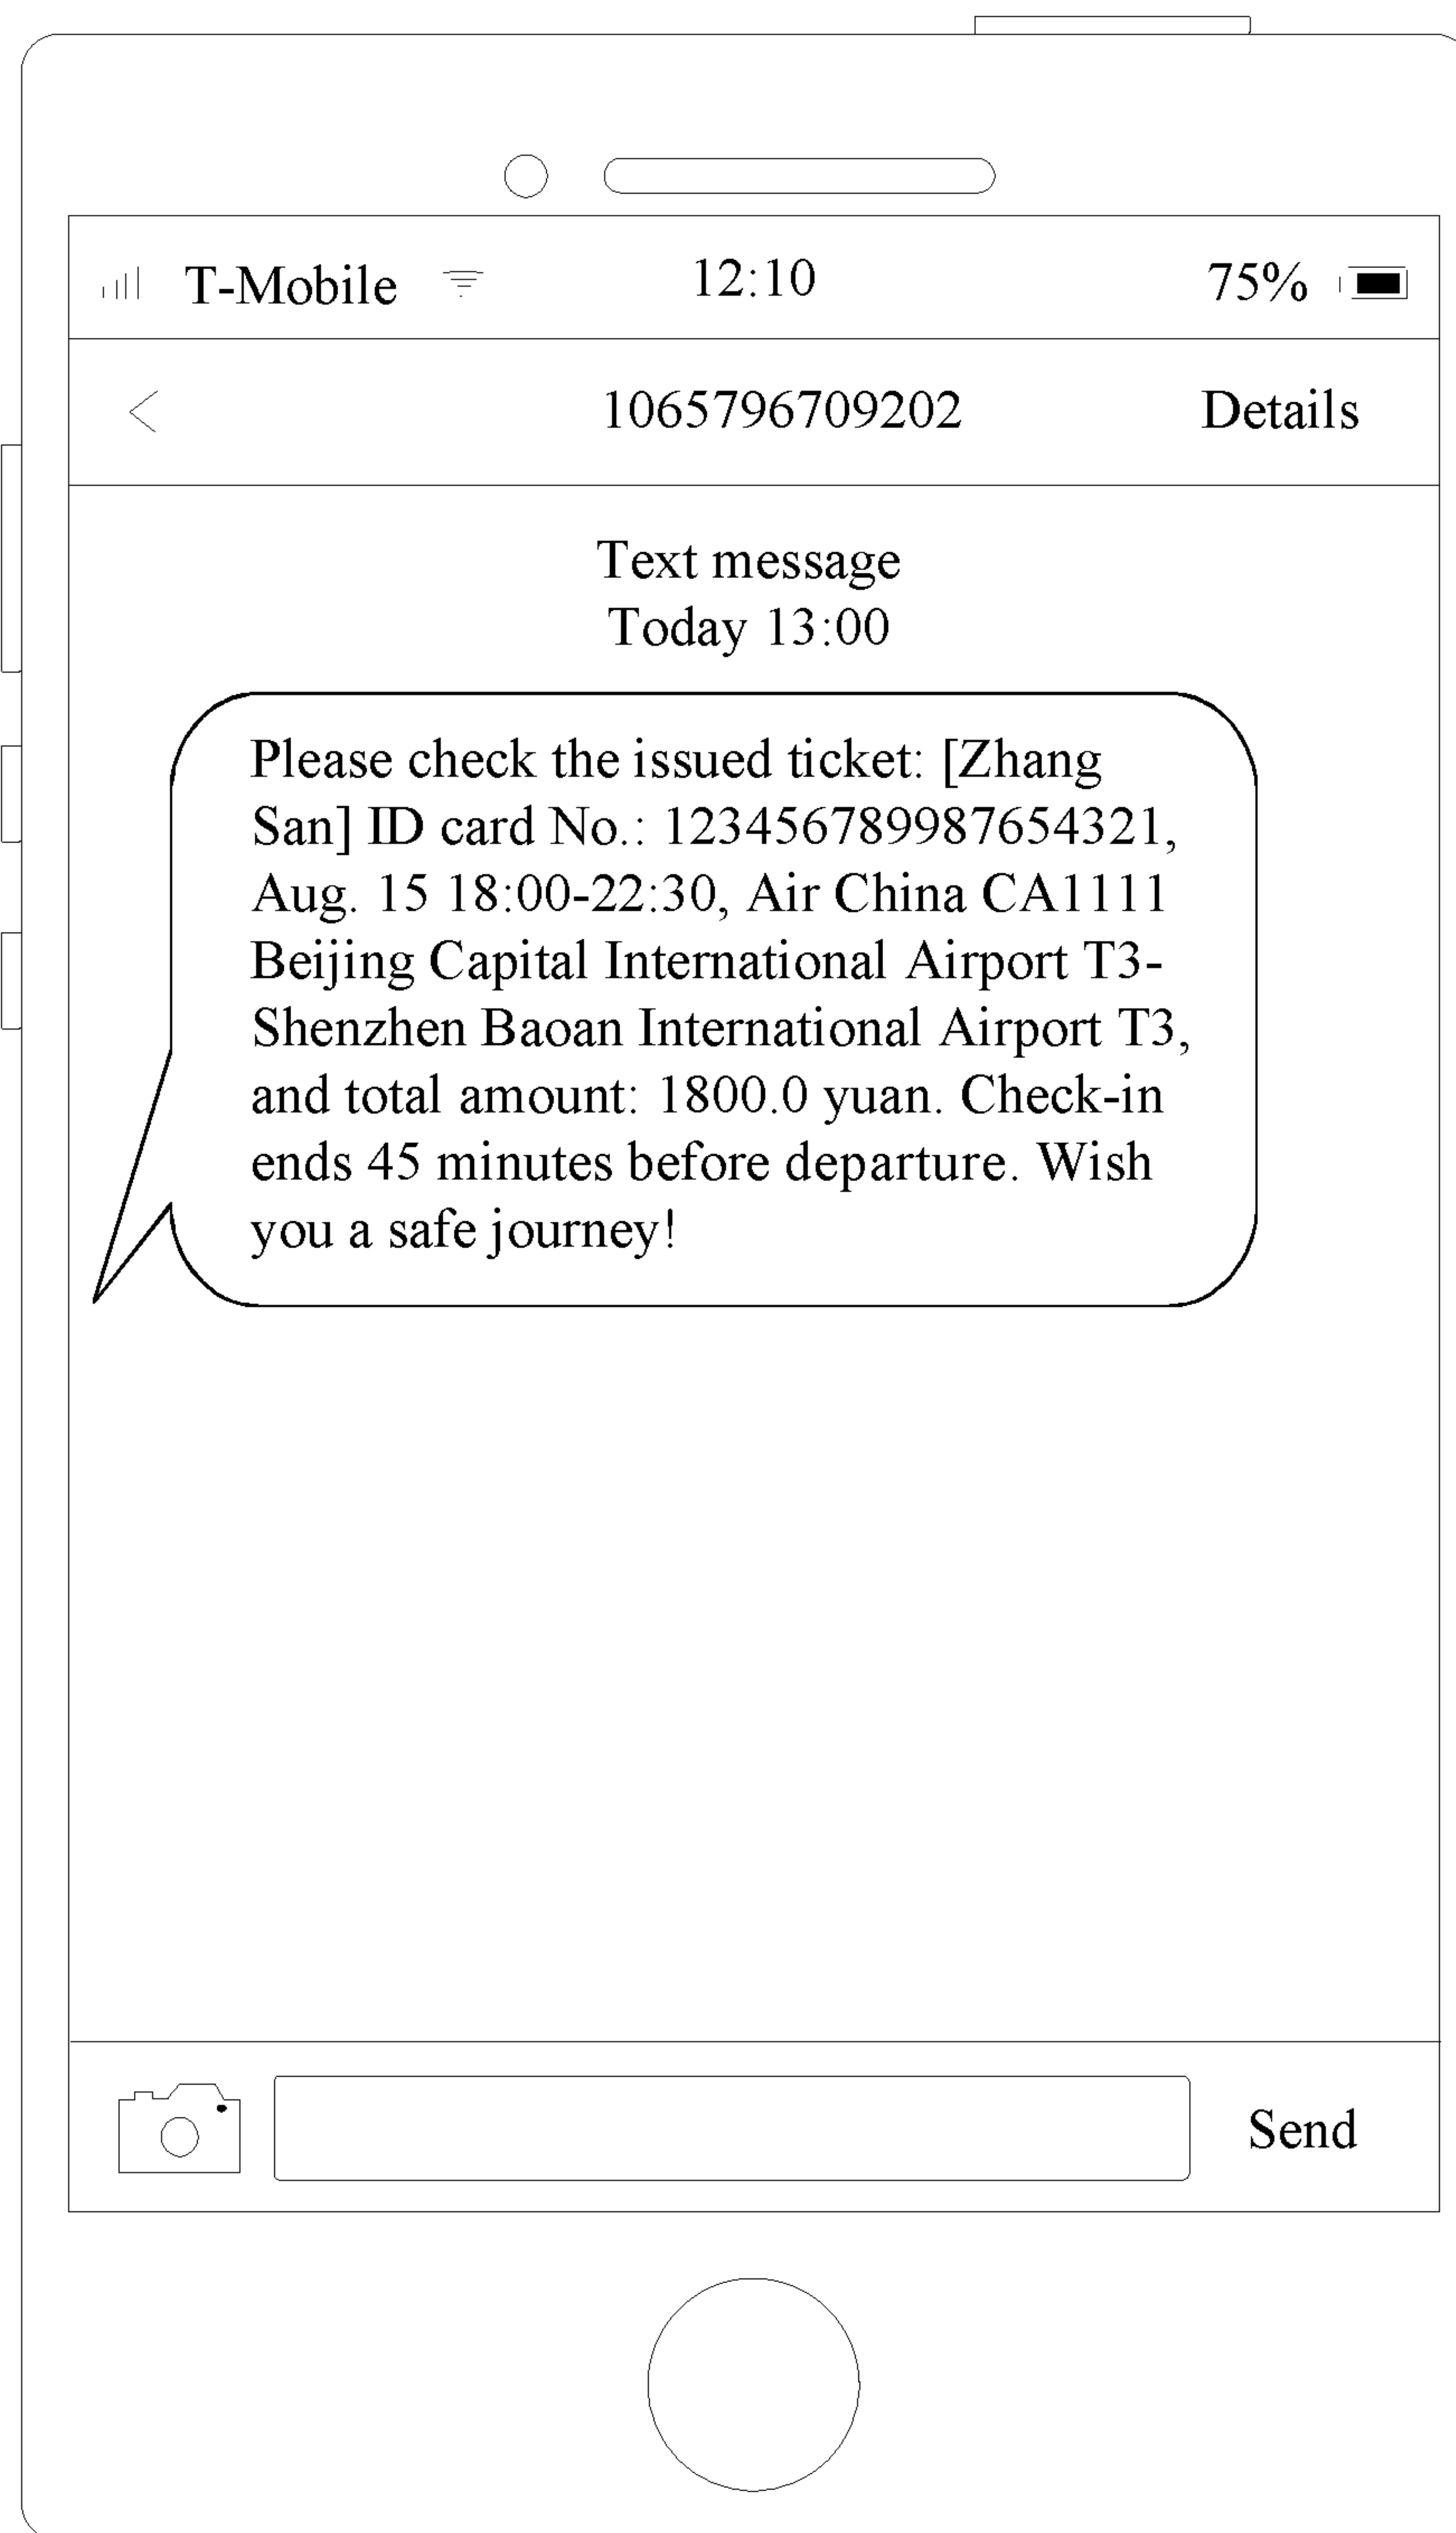 T-Mobile 12:10 75%
1065796709202 Details
Text message
Today 13:00
Please check the issued ticket: [Zhang
San] ID card No.: 123456789987654321,
Aug. 15 18:00-22:30, Air China CA1111
Beijing Capital International Airport T3-
Shenzhen Baoan International Airport T3,
and total amount: 1800.0 yuan. Check-in
ends 45 minutes before departure. Wish
you a safe journey!
Send